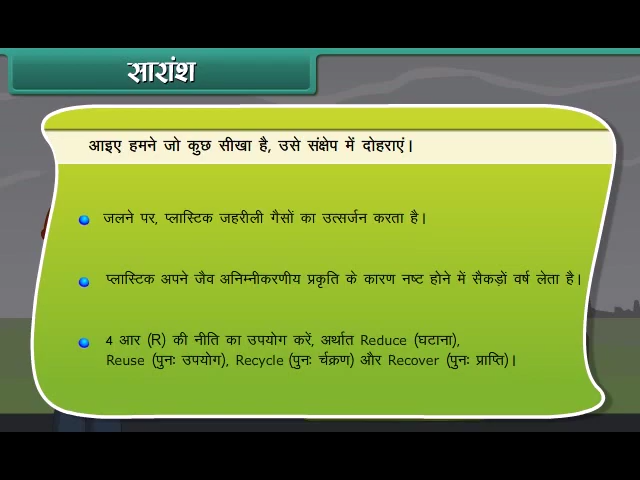 सारांश
आइए हमने जो कुछ सीखा है, उसे संक्षेप में दोहराएं।
जलने पर, प्लास्टिक जहरीली गैसों का उत्सर्जन करता है।
प्लास्टिक अपने जैव अनिम्नीकरणीय प्रकृति के कारण नष्ट होने में सैकड़ों वर्ष लेता है।
4 आर (R) की नीति का उपयोग करें, अर्थात Reduce (घटाना),
Reuse (पुनः उपयोग), Recycle (पुनः र्चक्रण) और Recover (पुनः प्राप्ति)।